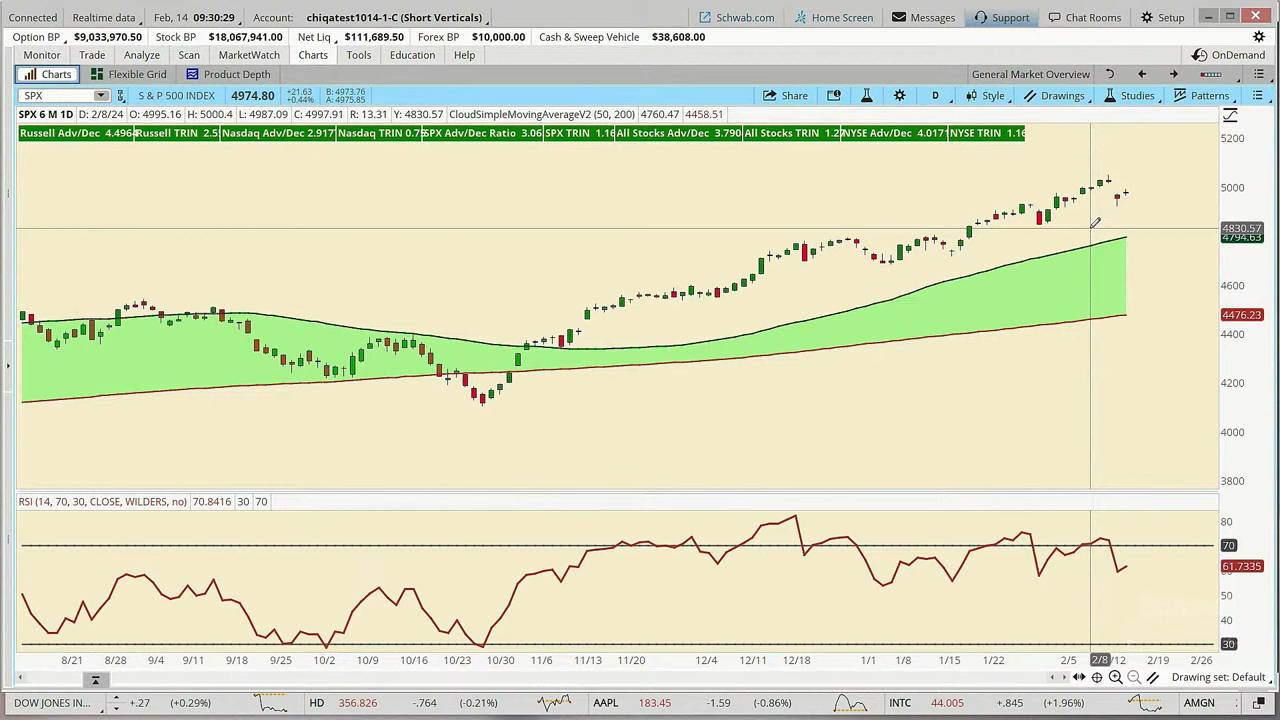 Connected Realtime data Feb, 14 09:30:29 Account: chiqatest1014-1-C (Short Verticals) Schwab.com Home Screen Messages Support Chat Rooms Setup
Option BP $9,033,970.50 Stock BP $18,067,941.00 Net Liq $111,689.50 Forex BP $10,000.00 Cash & Sweep Vehicle $38,608.00
Monitor Trade Analyze Scan MarketWatch Charts Tools Education Help OnDemand
Charts Flexible Grid Product Depth General Market Overview
SPX S & P 500 INDEX 4974.80 +21.63 +0.44% B: 4973.76 A: 4975.85 Share D Style Drawings Studies Patterns
SPX 6 M 1D D: 2/8/24 O: 4995.16 H: 5000.4 L: 4987.09 C: 4997.91 R: 13.31 Y: 4830.57 CloudSimpleMovingAverageV2 (50, 200) 4760.47 4458.51
Russell Adv/Dec 4.4964 Russell TRIN 2.5 Nasdaq Adv/Dec 2.917 Nasdaq TRIN 0.7 SPX Adv/Dec Ratio 3.06 SPX TRIN 1.16 All Stocks Adv/Dec 3.790 All Stocks TRIN 1.2 NYSE Adv/Dec 4.017 NYSE TRIN 1.16
5200
5000
4830.57
4794.63
4600
4476.23
4400
4200
4000
3800
RSI (14, 70, 30, CLOSE, WILDERS, no) 70.8416 30 70
80
70
61.7335
50
40
30
8/21 8/28 9/4 9/11 9/18 9/25 10/2 10/9 10/16 10/23 10/30 11/6 11/13 11/20 12/4 12/11 12/18 1/1 1/8 1/15 1/22 2/5 2/8 /12 2/19 2/26
Drawing set: Default
DOW JONES IN... +.27 (+0.29%) HD 356.826 -.764 (-0.21%) AAPL 183.45 -1.59 (-0.86%) INTC 44.005 +.845 (+1.96%) AMGN